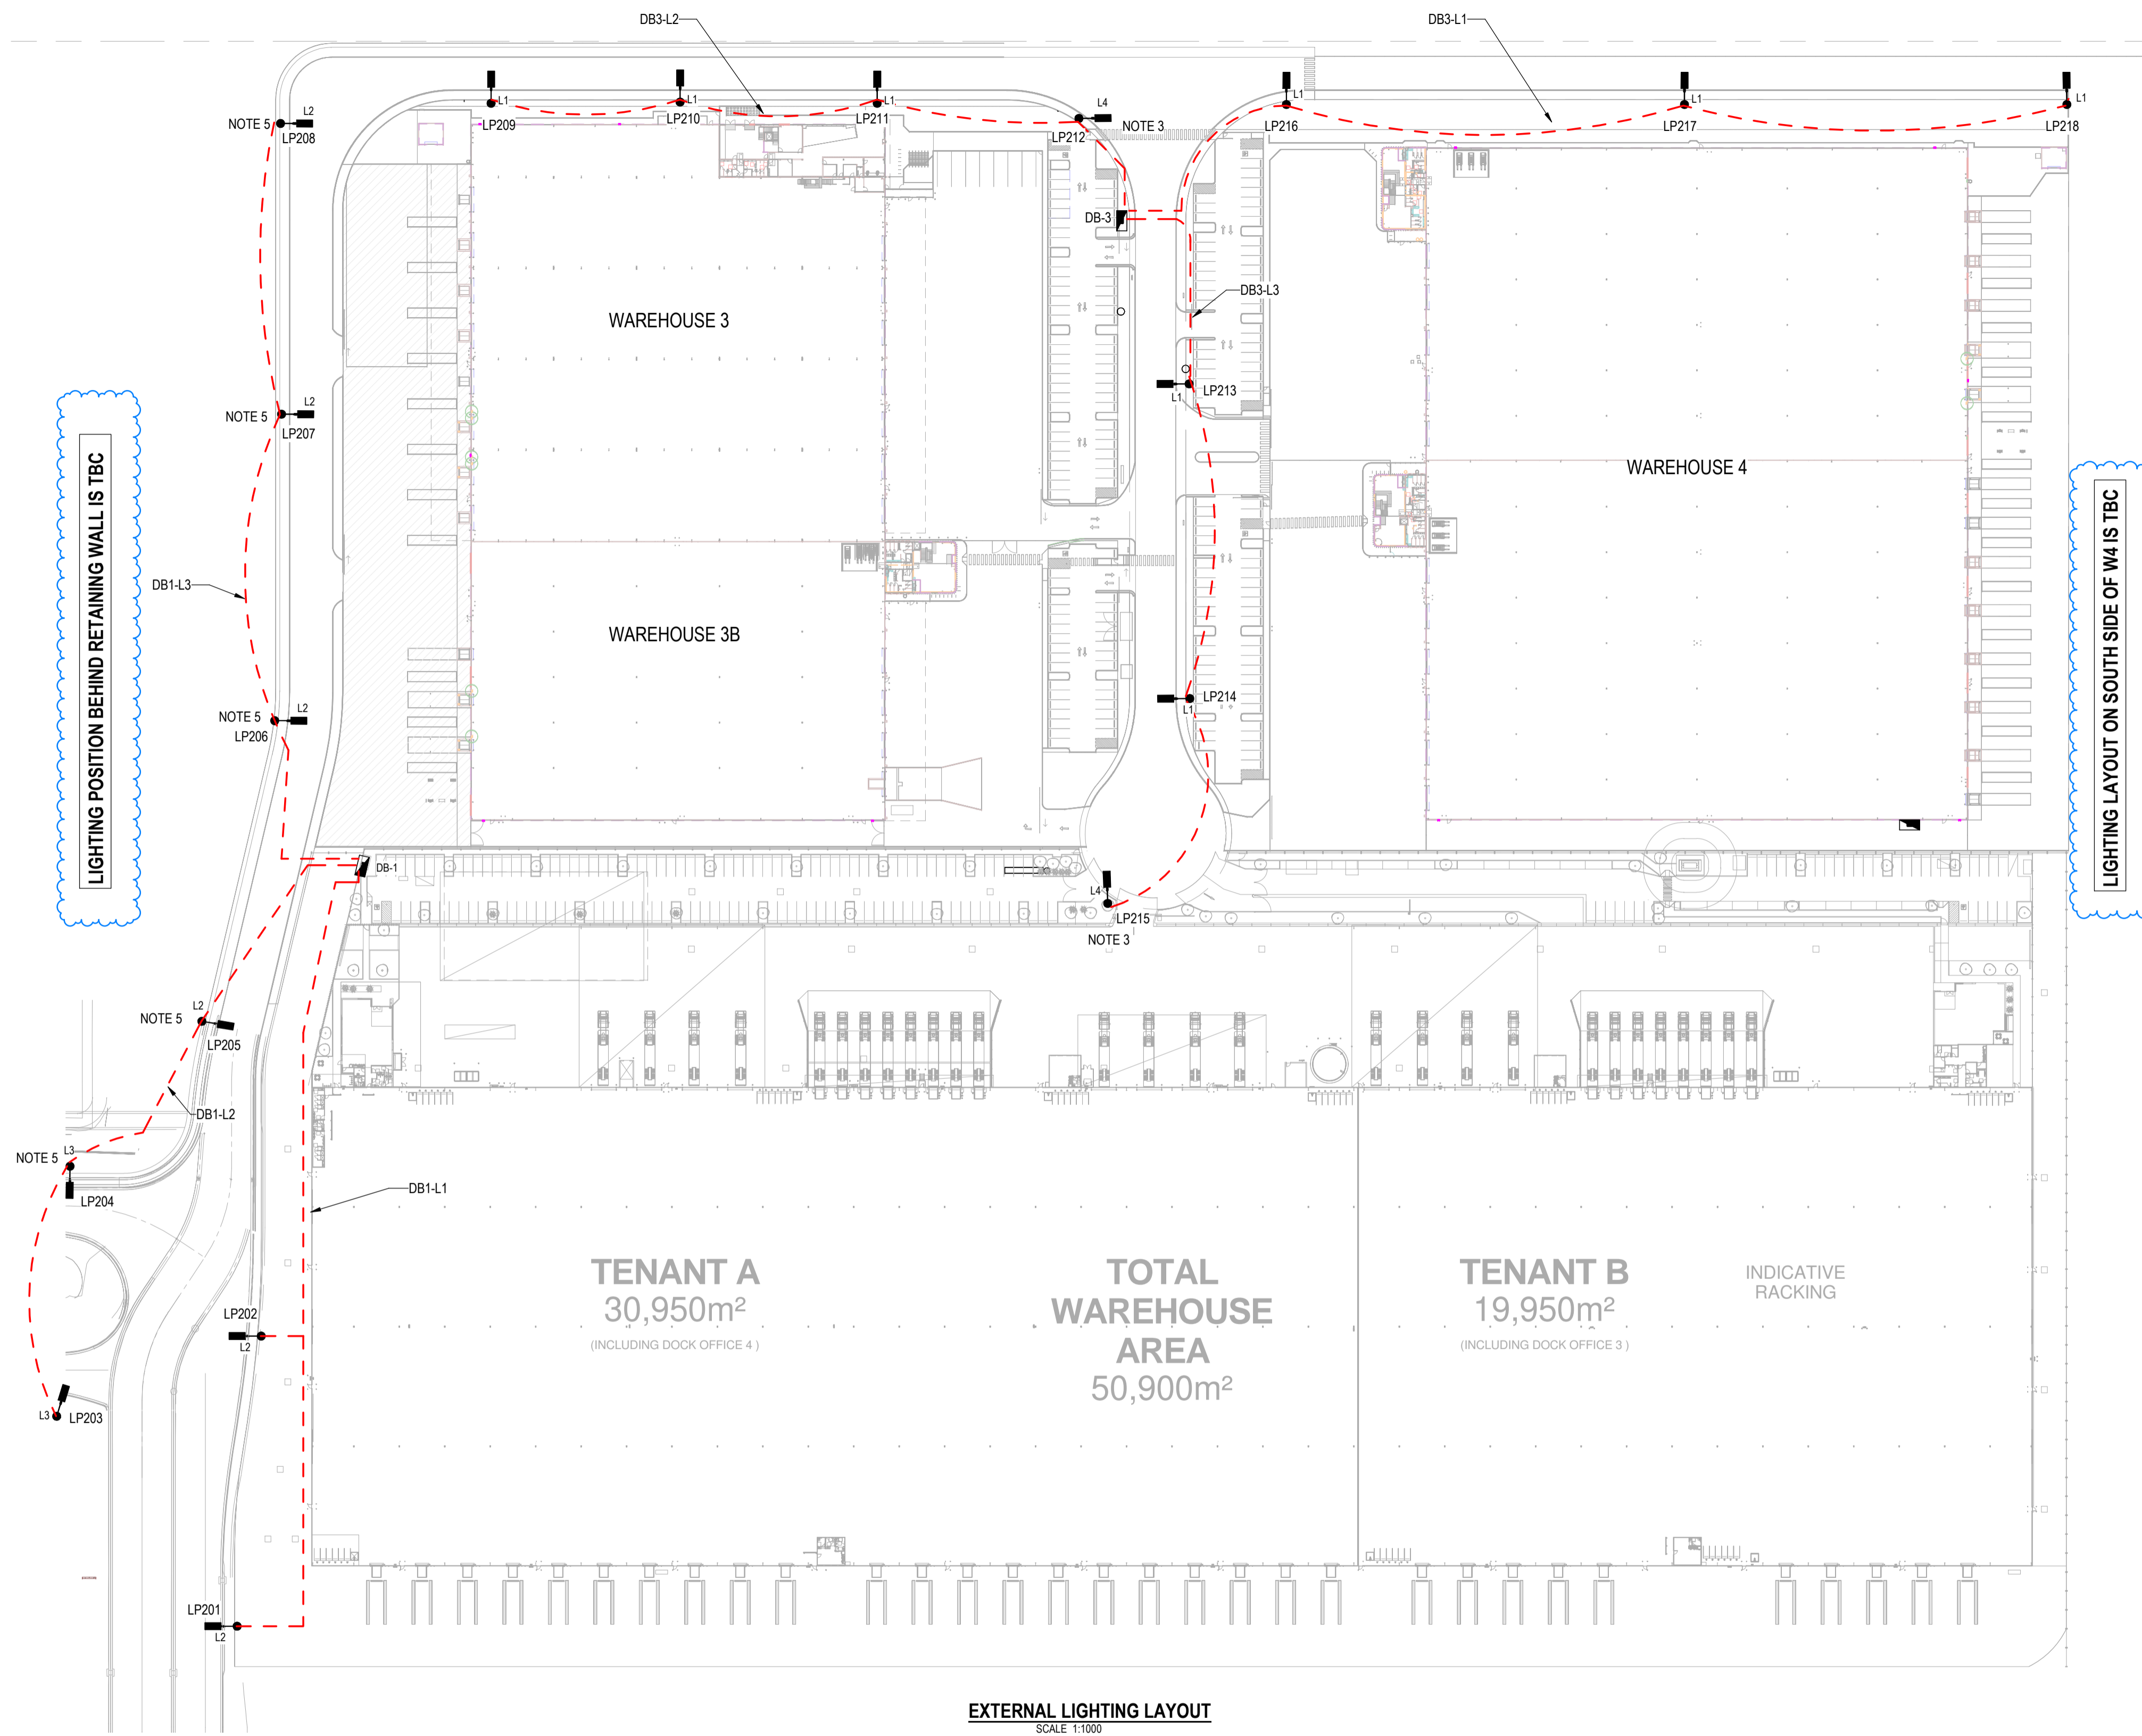 DB3-L2
DB3-L1
L1
L1
L1
L4
L1
L1
L1
L2
NOTE 5
LP208
LP209
LP210
LP211
LP212
NOTE 3
LP216
LP217
LP218
DB-3
DB3-L3
WAREHOUSE 3
LP213
L1
L2
NOTE 5
LP207
WAREHOUSE 4
LIGHTING POSITION BEHIND RETAINING WALL IS TBC
LIGHTING LAYOUT ON SOUTH SIDE OF W4 IS TBC
DB1-L3
WAREHOUSE 3B
LP214
L1
NOTE 5
L2
LP206
DB-1
L4
LP215
NOTE 3
L2
NOTE 5
LP205
DB1-L2
NOTE 5
L3
LP204
DB1-L1
TENANT A
30,950m²
(INCLUDING DOCK OFFICE 4 )
TOTAL
WAREHOUSE
AREA
50,900m²
TENANT B
19,950m²
(INCLUDING DOCK OFFICE 3 )
INDICATIVE
RACKING
LP202
L2
L3
LP203
LP201
L2
EXTERNAL LIGHTING LAYOUT
SCALE 1:1000